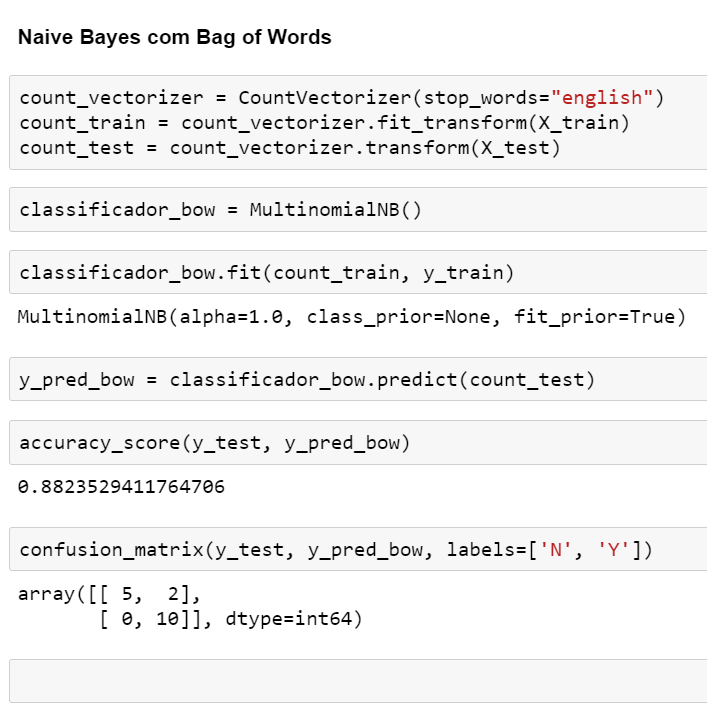 Naive Bayes com Bag of Words
count_vectorizer = CountVectorizer(stop_words="english")
count_train = count_vectorizer.fit_transform(X_train)
count_test = count_vectorizer.transform(X_test)
classificador_bow = MultinomialNB()
classificador_bow.fit(count_train, y_train)
MultinomialNB(alpha=1.0, class_prior=None, fit_prior=True)
y_pred_bow = classificador_bow.predict(count_test)
accuracy_score(y_test, y_pred_bow)
0.8823529411764706
confusion_matrix(y_test, y_pred_bow, labels=['N', 'Y'])
array([[ 5,  2],
       [ 0, 10]], dtype=int64)